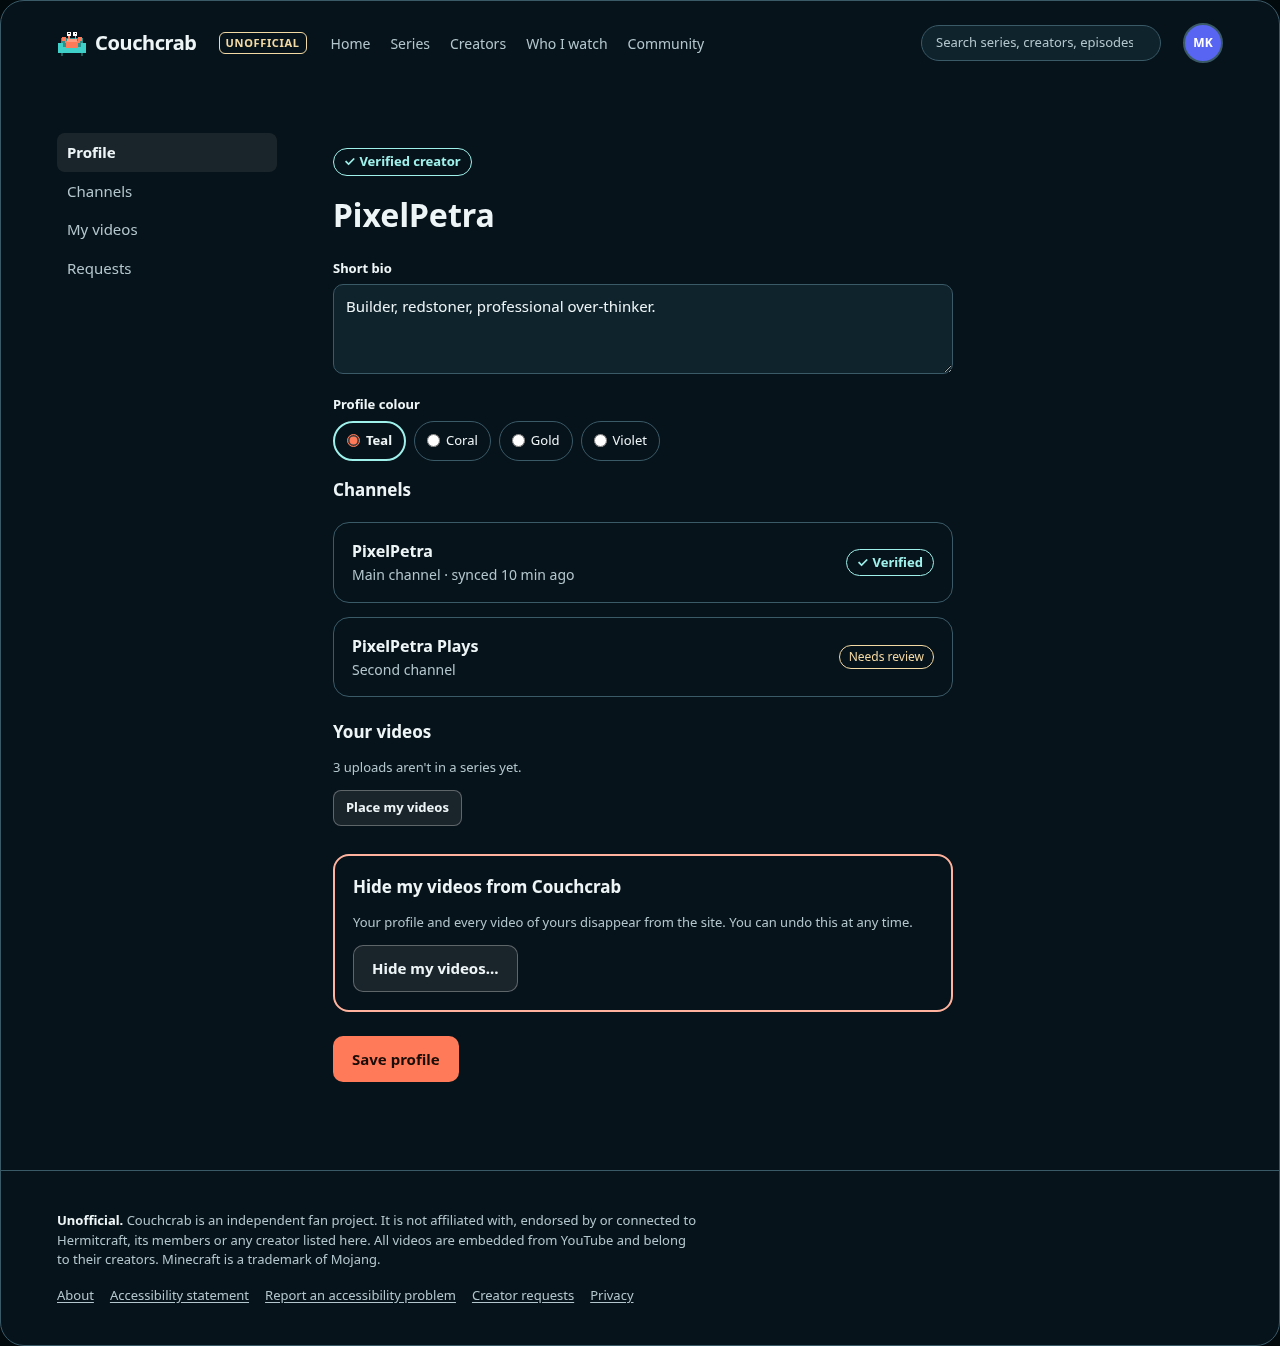 Couchcrab
UNOFFICIAL
Home
Series
Creators
Who I watch
Community
Search series, creators, episodes
MK
Profile
Channels
My videos
Requests
✓ Verified creator
PixelPetra
Short bio
Builder, redstoner, professional over-thinker.
Profile colour
Teal
Coral
Gold
Violet
Channels
PixelPetra
Main channel · synced 10 min ago
✓ Verified
PixelPetra Plays
Second channel
Needs review
Your videos
3 uploads aren't in a series yet.
Place my videos
Hide my videos from Couchcrab
Your profile and every video of yours disappear from the site. You can undo this at any time.
Hide my videos…
Save profile
Unofficial. Couchcrab is an independent fan project. It is not affiliated with, endorsed by or connected to
Hermitcraft, its members or any creator listed here. All videos are embedded from YouTube and belong
to their creators. Minecraft is a trademark of Mojang.
About
Accessibility statement
Report an accessibility problem
Creator requests
Privacy